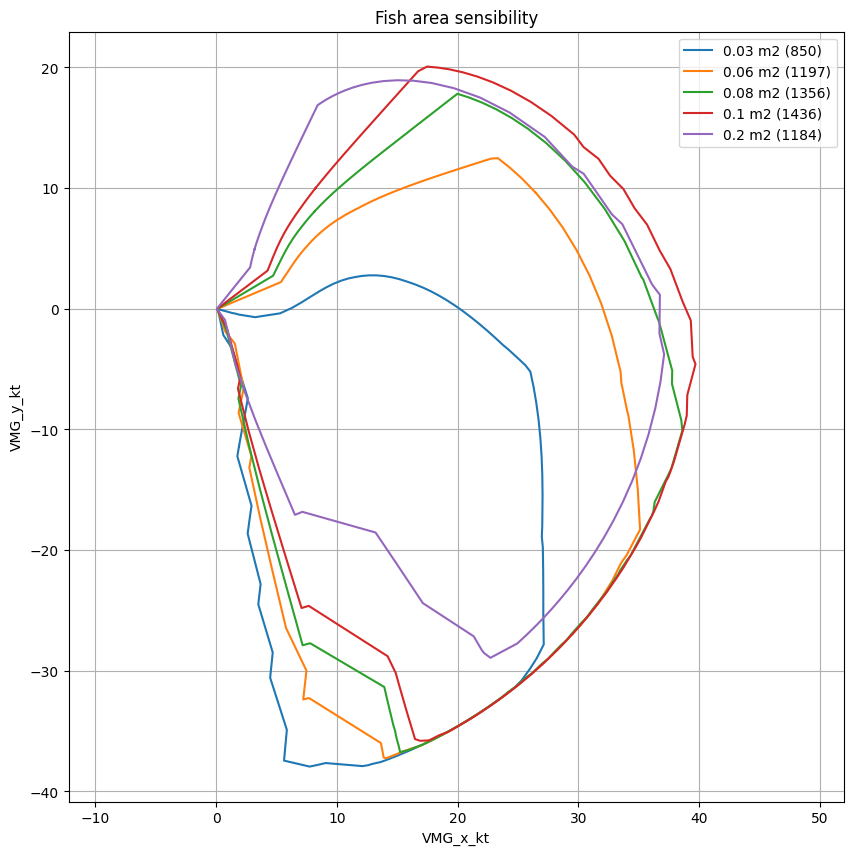 Fish area sensibility
0.03 m2 (850)
0.06 m2 (1197)
0.08 m2 (1356)
0.1 m2 (1436)
0.2 m2 (1184)
20
10
0
−10
−20
−30
−40
VMG_y_kt
−10
0
10
20
30
40
50
VMG_x_kt